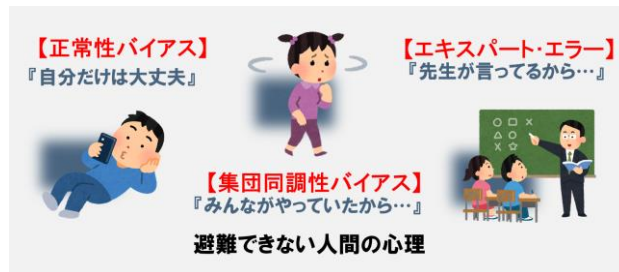 【正常性バイアス】
『自分だけは大丈夫』
【エキスパート・エラー】
『先生が言ってるから…』
○ □ ×
△ ○
× ☆
【集団同調性バイアス】
『みんながやっていたから…』
避難できない人間の心理